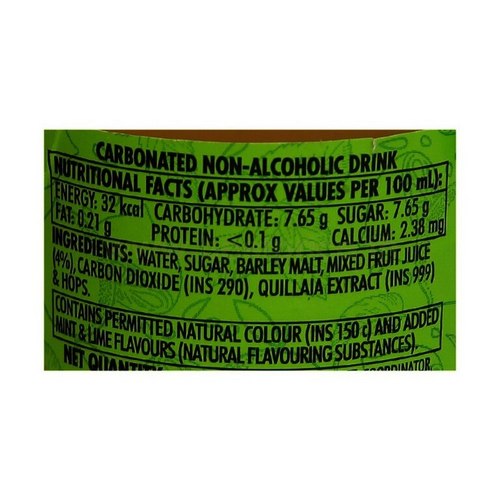 CARBONATED NON-ALCOHOLIC DRINK
NUTRITIONAL FACTS (APPROX VALUES PER 100 mL):
ENERGY: 32 kcal CARBOHYDRATE: 7.65 g SUGAR: 7.65 g
FAT: 0.21 g PROTEIN: <0.1 g CALCIUM: 2.38 mg
INGREDIENTS: WATER, SUGAR, BARLEY MALT, MIXED FRUIT JUICE
(4%), CARBON DIOXIDE (INS 290), QUILLAIA EXTRACT (INS 999)
& HOPS.
CONTAINS PERMITTED NATURAL COLOUR (INS 150 c) AND ADDED
MINT & LIME FLAVOURS (NATURAL FLAVOURING SUBSTANCES).
NET QUANTITY